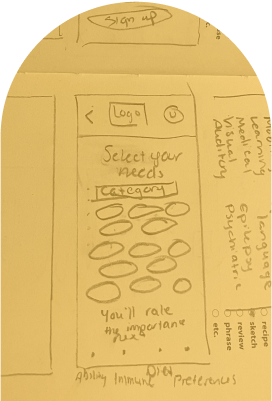 Sign up
<
Logo
Select your
needs
Category
You'll rate
the importance
next
Ability Immune Diet Preferences
learning
Medical
Visual
Auditory
language
Epilepsy
Psychiatric
recipe
sketch
review
phrase
etc.